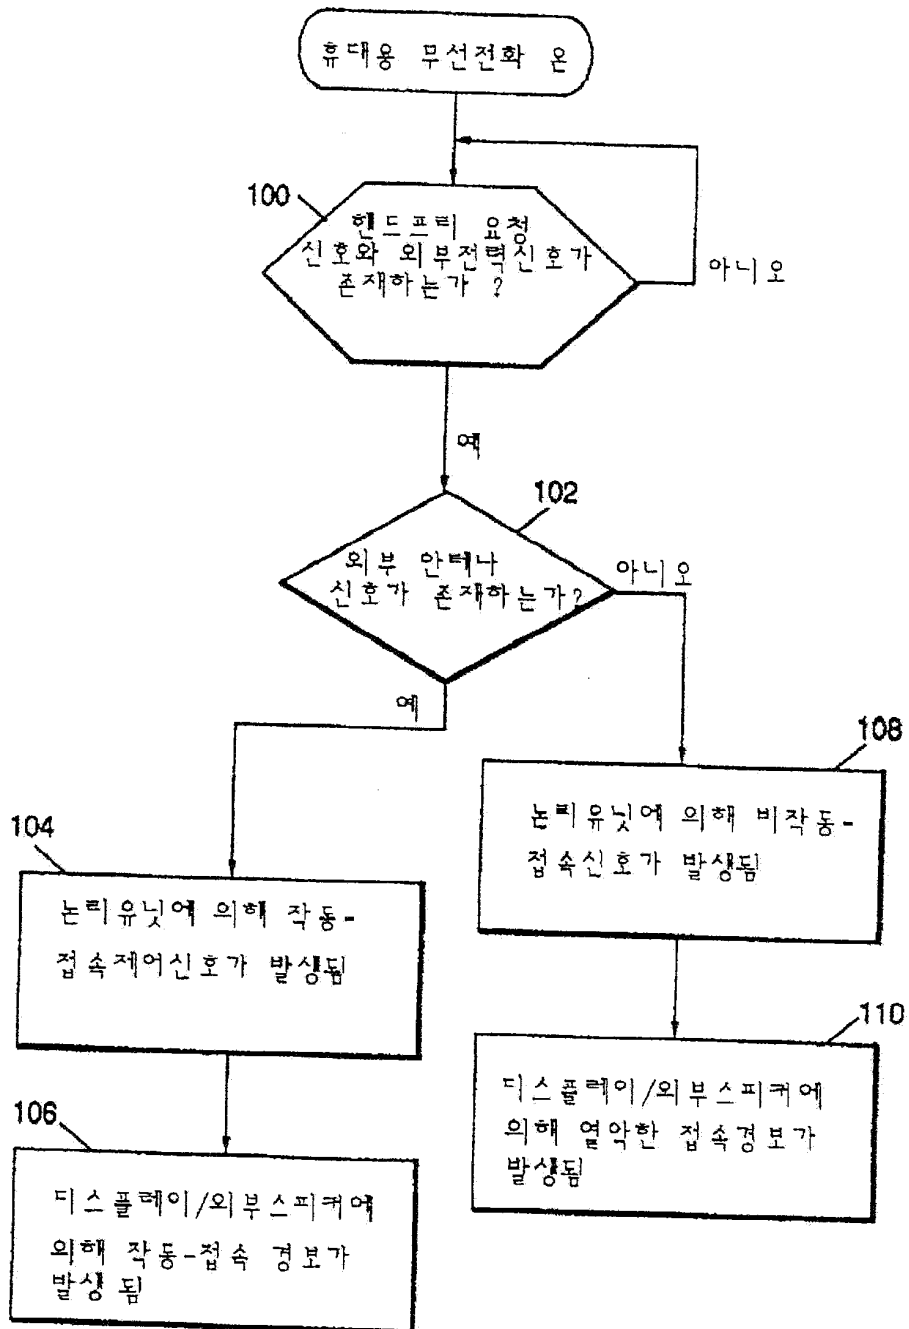 휴대용 무선전화 온
100
핸드프리 요청
신호와 외부전력신호가
존재하는가 ?
아니오
예
102
외부 안테나
신호가 존재하는가?
아니오
예
108
논리유닛에 의해 비작동-
접속신호가 발생됨
104
논리유닛에 의해 작동-
접속제어신호가 발생됨
110
디스플레이/외부스피커에
의해 열악한 접속경보가
발생됨
106
디스플레이/외부스피커에
의해 작동-접속 경보가
발생됨